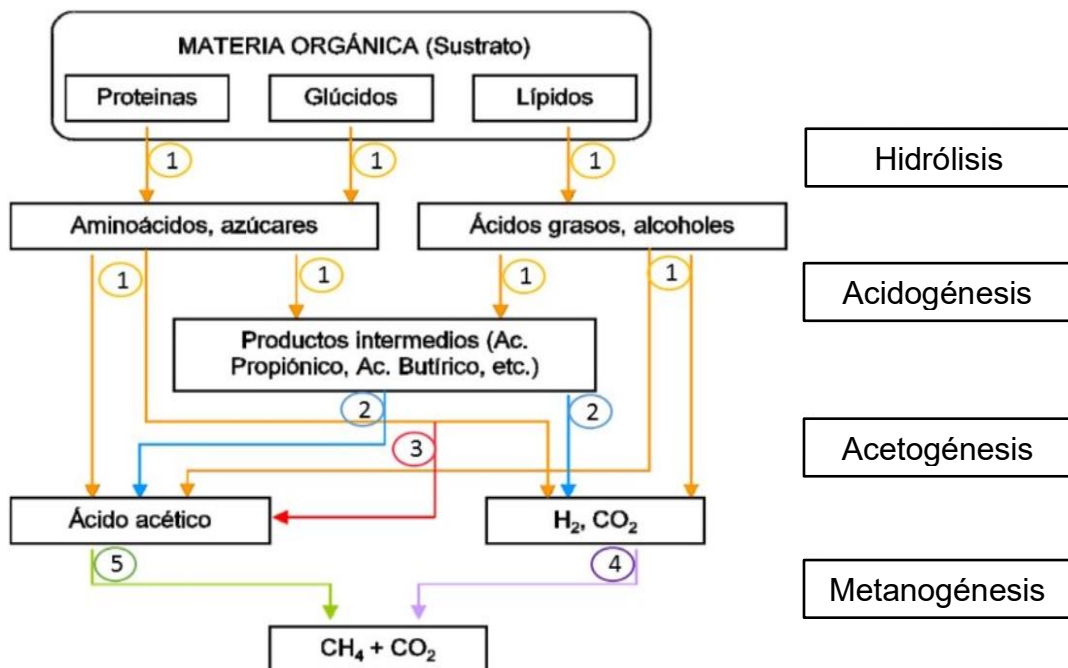 MATERIA ORGÁNICA (Sustrato)
Proteinas
Glúcidos
Lípidos
1
1
1
Hidrólisis
Aminoácidos, azúcares
Ácidos grasos, alcoholes
1
1
1
1
Acidogénesis
Productos intermedios (Ac.
Propiónico, Ac. Butírico, etc.)
2
2
3
Acetogénesis
Ácido acético
H₂, CO₂
5
4
Metanogénesis
CH₄ + CO₂